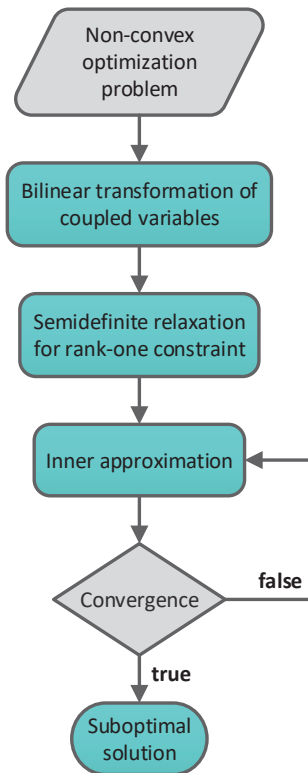 Non-convex
optimization
problem
Bilinear transformation of
coupled variables
Semidefinite relaxation
for rank-one constraint
Inner approximation
Convergence
false
true
Suboptimal
solution